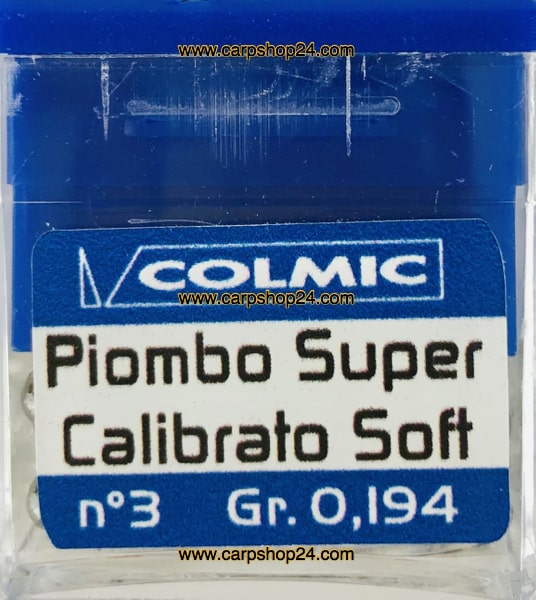 www.carpshop24.com
COLMIC
www.carpshop24.com
Piombo Super
Calibrato Soft
n°3 Gr. 0,194
www.carpshop24.com